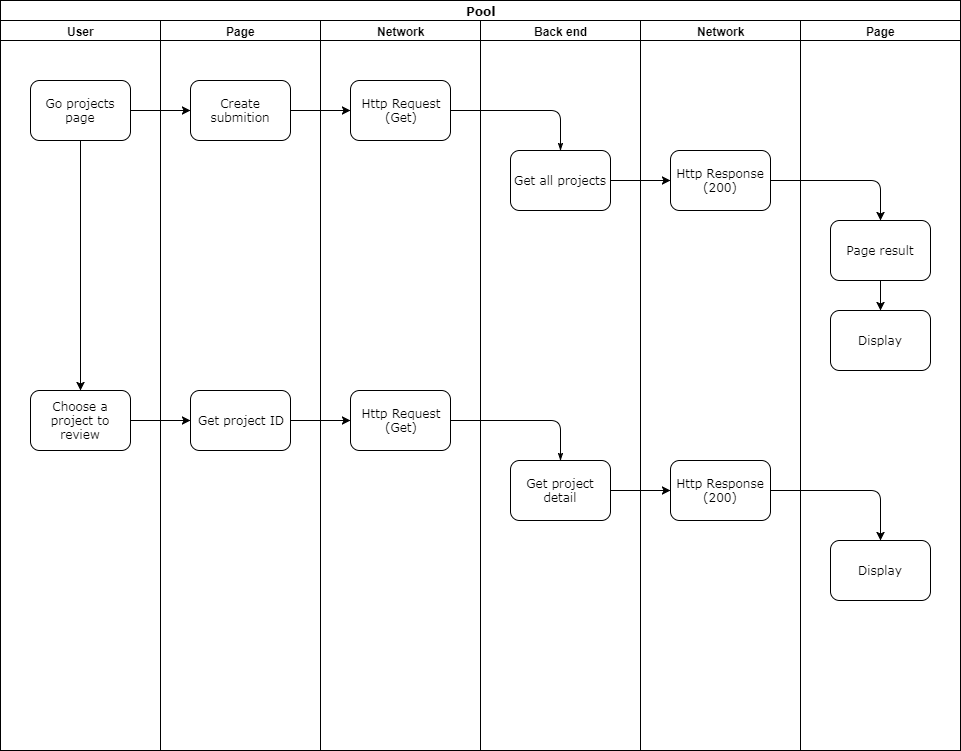 Pool
User
Page
Network
Back end
Network
Page
Go projects
page
Create
submition
Http Request
(Get)
Get all projects
Http Response
(200)
Page result
Display
Choose a
project to
review
Get project ID
Http Request
(Get)
Get project
detail
Http Response
(200)
Display